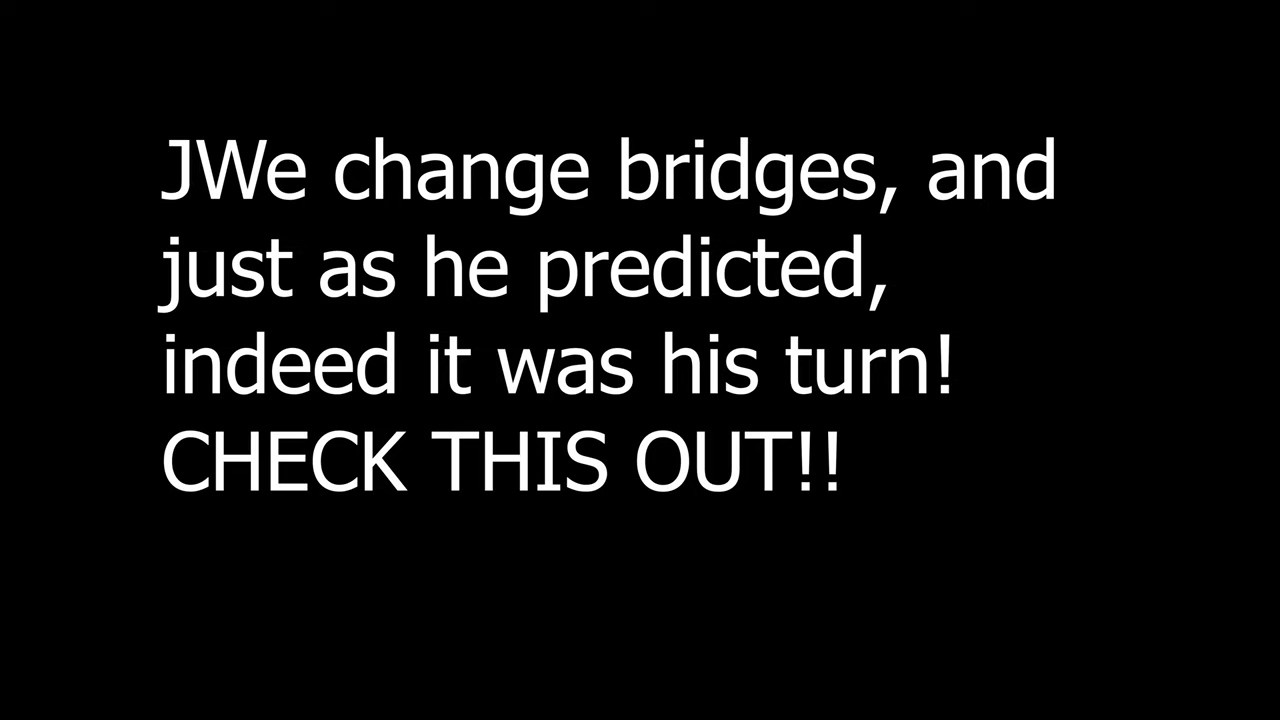 JWe change bridges, and
just as he predicted,
indeed it was his turn!
CHECK THIS OUT!!